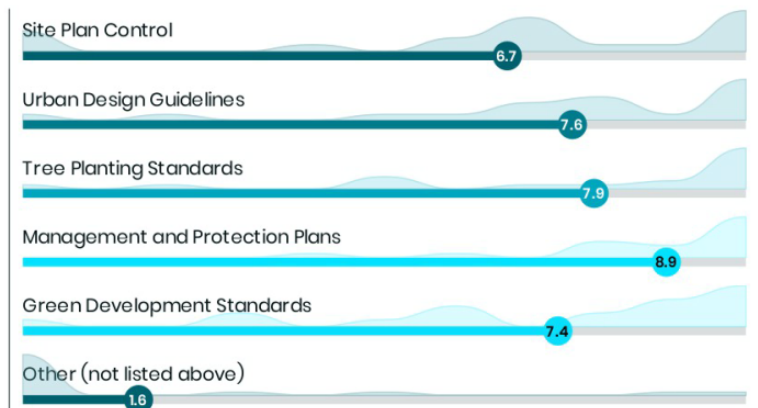 Site Plan Control
6.7
Urban Design Guidelines
7.6
Tree Planting Standards
7.9
Management and Protection Plans
8.9
Green Development Standards
7.4
Other (not listed above)
1.6